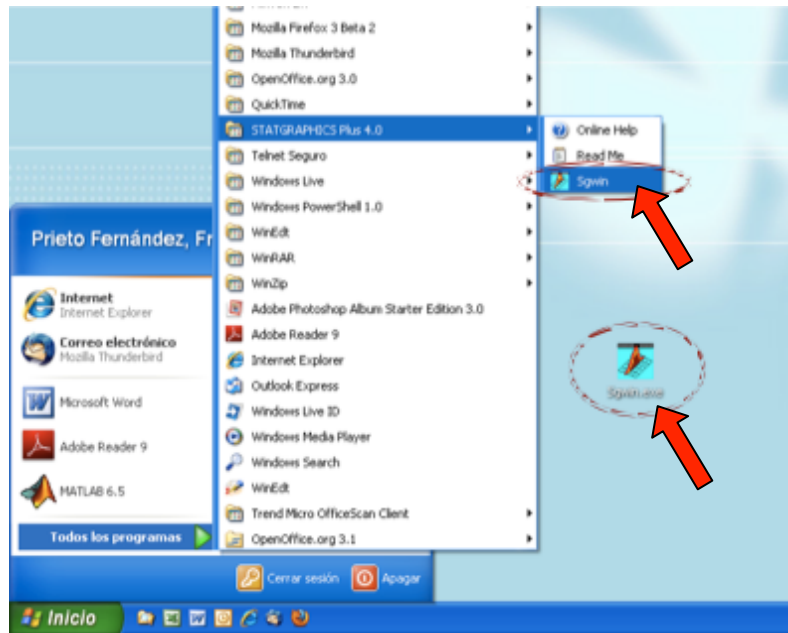 Mozilla Firefox 3 Beta 2
Mozilla Thunderbird
OpenOffice.org 3.0
QuickTime
STATGRAPHICS Plus 4.0
Telnet Seguro
Windows Live
Windows PowerShell 1.0
WinEdt
WinRAR
WinZip
Adobe Photoshop Album Starter Edition 3.0
Adobe Reader 9
Internet Explorer
Outlook Express
Windows Live ID
Windows Media Player
Windows Search
WinEdt
Trend Micro OfficeScan Client
OpenOffice.org 3.1
Online Help
Read Me
Sgwin
Sgwin.exe
Prieto Fernández, Fr
Internet
Internet Explorer
Correo electrónico
Mozilla Thunderbird
Microsoft Word
Adobe Reader 9
MATLAB 6.5
Todos los programas
Cerrar sesión
Apagar
Inicio